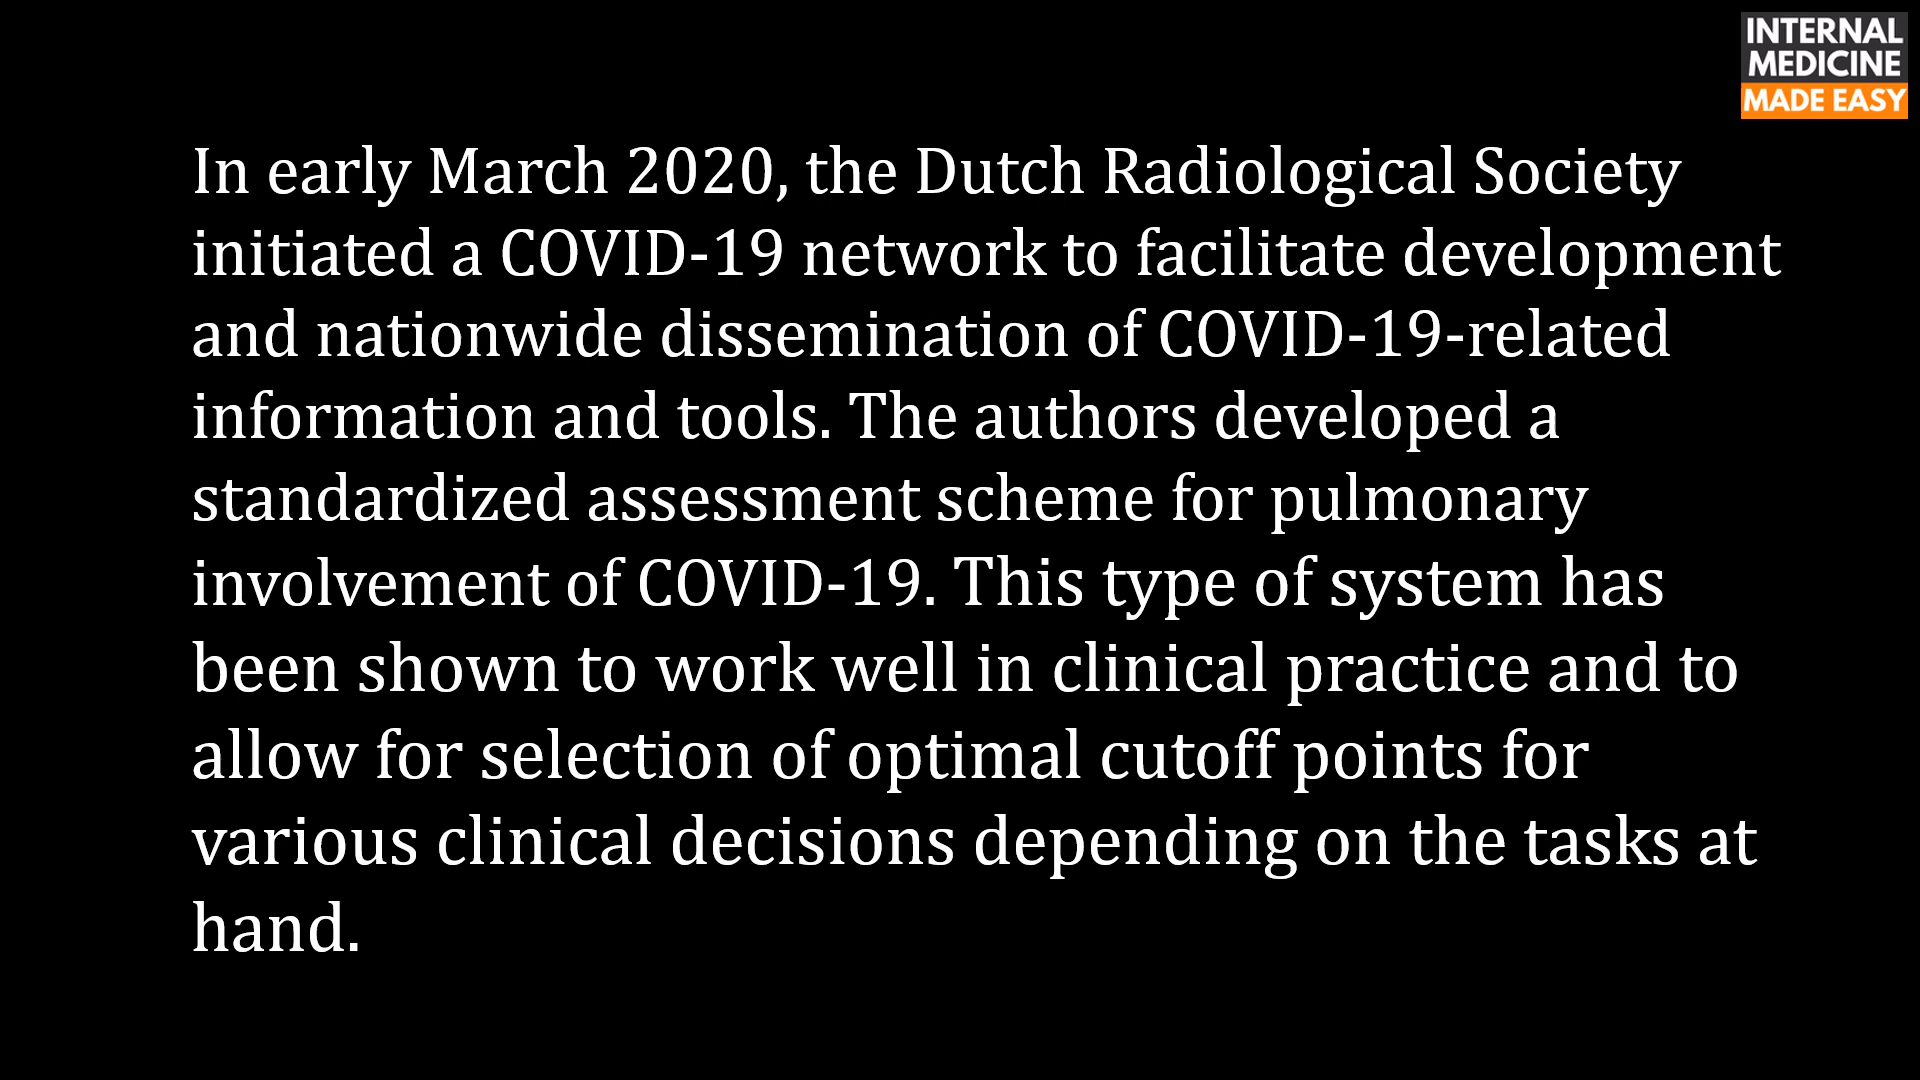 INTERNAL
MEDICINE
MADE EASY
In early March 2020, the Dutch Radiological Society
initiated a COVID-19 network to facilitate development
and nationwide dissemination of COVID-19-related
information and tools. The authors developed a
standardized assessment scheme for pulmonary
involvement of COVID-19. This type of system has
been shown to work well in clinical practice and to
allow for selection of optimal cutoff points for
various clinical decisions depending on the tasks at
hand.